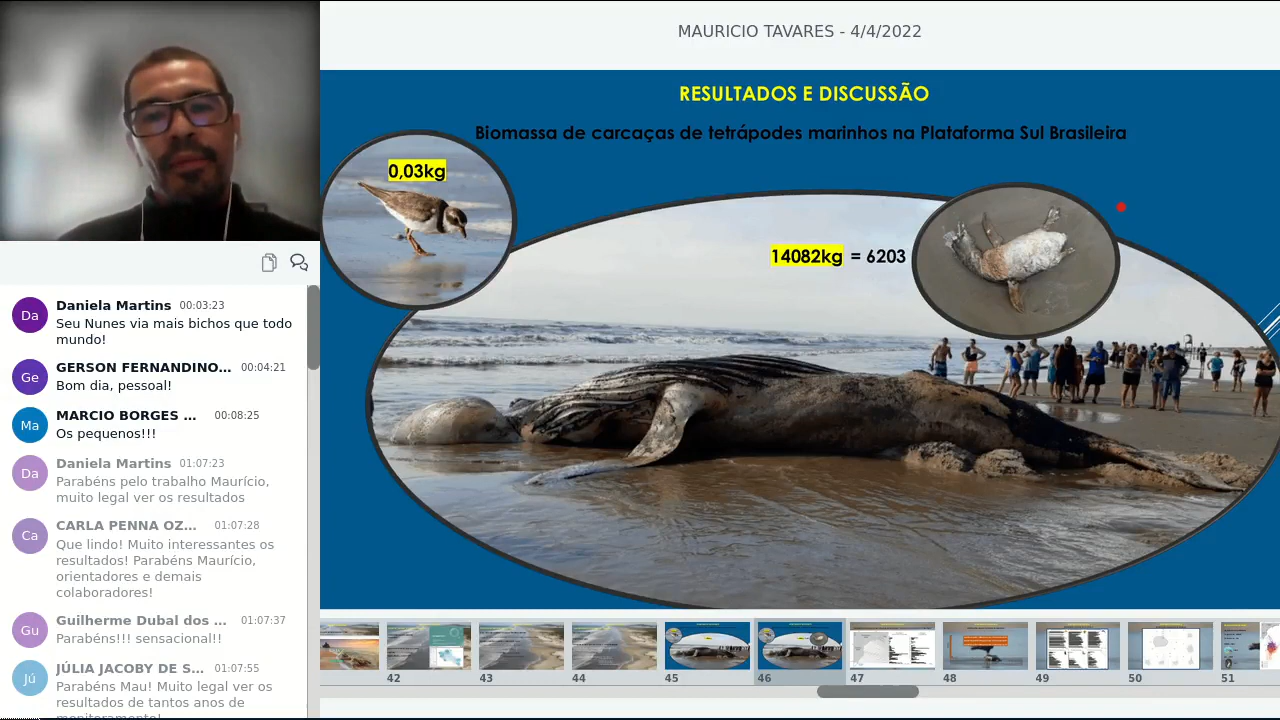 MAURICIO TAVARES - 4/4/2022
RESULTADOS E DISCUSSÃO
Biomassa de carcaças de tetrápodes marinhos na Plataforma Sul Brasileira
0,03kg
14082kg = 6203
Da
Daniela Martins 00:03:23
Seu Nunes via mais bichos que todo
mundo!
Ge
GERSON FERNANDINO... 00:04:21
Bom dia, pessoal!
Ma
MARCIO BORGES ... 00:08:25
Os pequenos!!!
Da
Daniela Martins 01:07:23
Parabéns pelo trabalho Maurício,
muito legal ver os resultados
Ca
CARLA PENNA OZ... 01:07:28
Que lindo! Muito interessantes os
resultados! Parabéns Maurício,
orientadores e demais
colaboradores!
Gu
Guilherme Dubal dos ... 01:07:37
Parabéns!!! sensacional!!
Jú
JÚLIA JACOBY DE S... 01:07:55
Parabéns Mau! Muito legal ver os
resultados de tantos anos de
monitoramento!
42
43
44
45
46
47
48
49
50
51